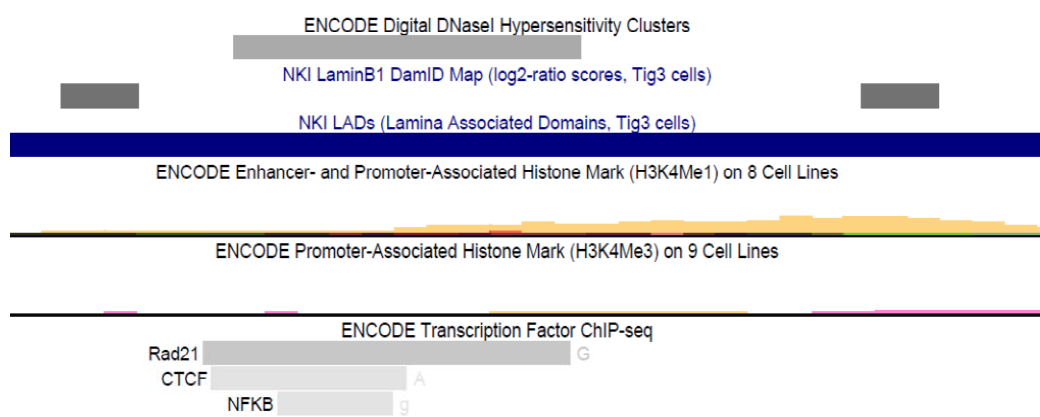 ENCODE Digital DNaseI Hypersensitivity Clusters
NKI LaminB1 DamID Map (log2-ratio scores, Tig3 cells)
NKI LADs (Lamina Associated Domains, Tig3 cells)
ENCODE Enhancer- and Promoter-Associated Histone Mark (H3K4Me1) on 8 Cell Lines
ENCODE Promoter-Associated Histone Mark (H3K4Me3) on 9 Cell Lines
ENCODE Transcription Factor ChIP-seq
Rad21 G
CTCF A
NFKB g